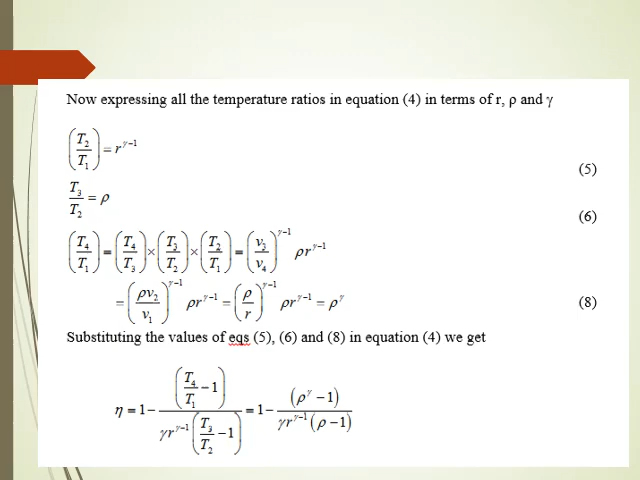 Now expressing all the temperature ratios in equation (4) in terms of r, ρ and γ
(T₂/T₁) = r^(γ−1)
(5)
T₃/T₂ = ρ
(6)
(T₄/T₁) = (T₄/T₃) × (T₃/T₂) × (T₂/T₁) = (v₃/v₄)^(γ−1) ρr^(γ−1)
= (ρv₂/v₁)^(γ−1) ρr^(γ−1) = (ρ/r)^(γ−1) ρr^(γ−1) = ρ^γ (8)
Substituting the values of eqs (5), (6) and (8) in equation (4) we get
η = 1 − (T₄/T₁ − 1) / (γr^(γ−1) (T₃/T₂ − 1)) = 1 − (ρ^γ − 1) / (γr^(γ−1) (ρ − 1))